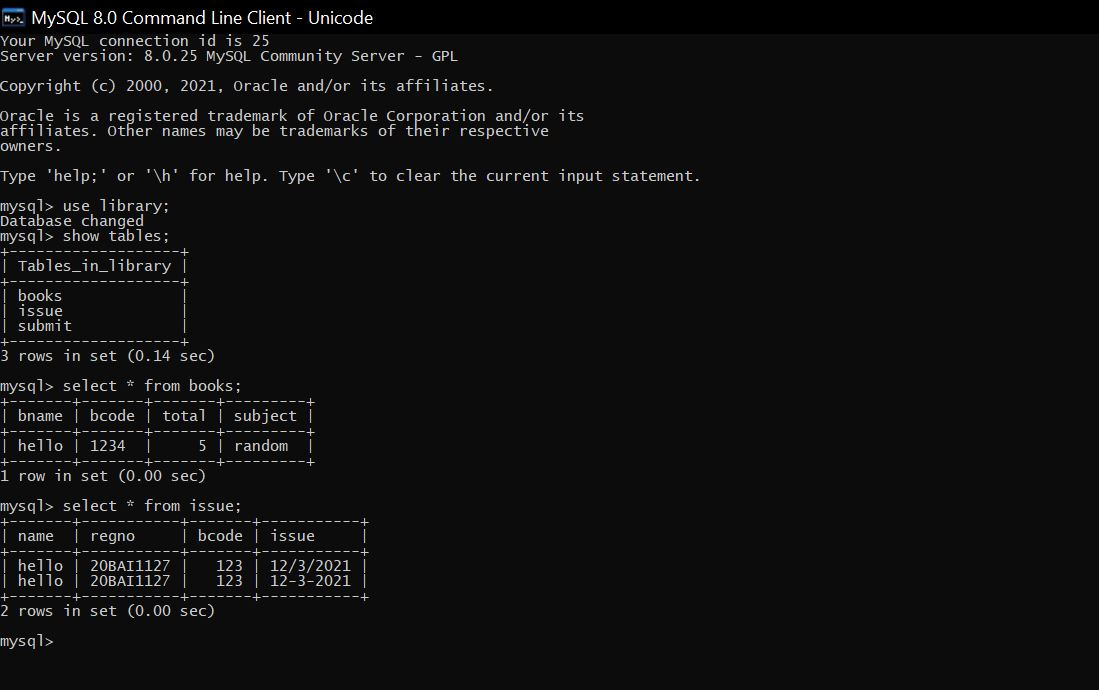 MySQL 8.0 Command Line Client - Unicode
Your MySQL connection id is 25
Server version: 8.0.25 MySQL Community Server - GPL
Copyright (c) 2000, 2021, Oracle and/or its affiliates.
Oracle is a registered trademark of Oracle Corporation and/or its
affiliates. Other names may be trademarks of their respective
owners.
Type 'help;' or '\h' for help. Type '\c' to clear the current input statement.
mysql> use library;
Database changed
mysql> show tables;
+-------------------+
| Tables_in_library |
+-------------------+
| books             |
| issue             |
| submit            |
+-------------------+
3 rows in set (0.14 sec)
mysql> select * from books;
+-------+-------+-------+---------+
| bname | bcode | total | subject |
+-------+-------+-------+---------+
| hello | 1234  |     5 | random  |
+-------+-------+-------+---------+
1 row in set (0.00 sec)
mysql> select * from issue;
+-------+-----------+-------+-----------+
| name  | regno     | bcode | issue     |
+-------+-----------+-------+-----------+
| hello | 20BAI1127 |   123 | 12/3/2021 |
| hello | 20BAI1127 |   123 | 12-3-2021 |
+-------+-----------+-------+-----------+
2 rows in set (0.00 sec)
mysql>